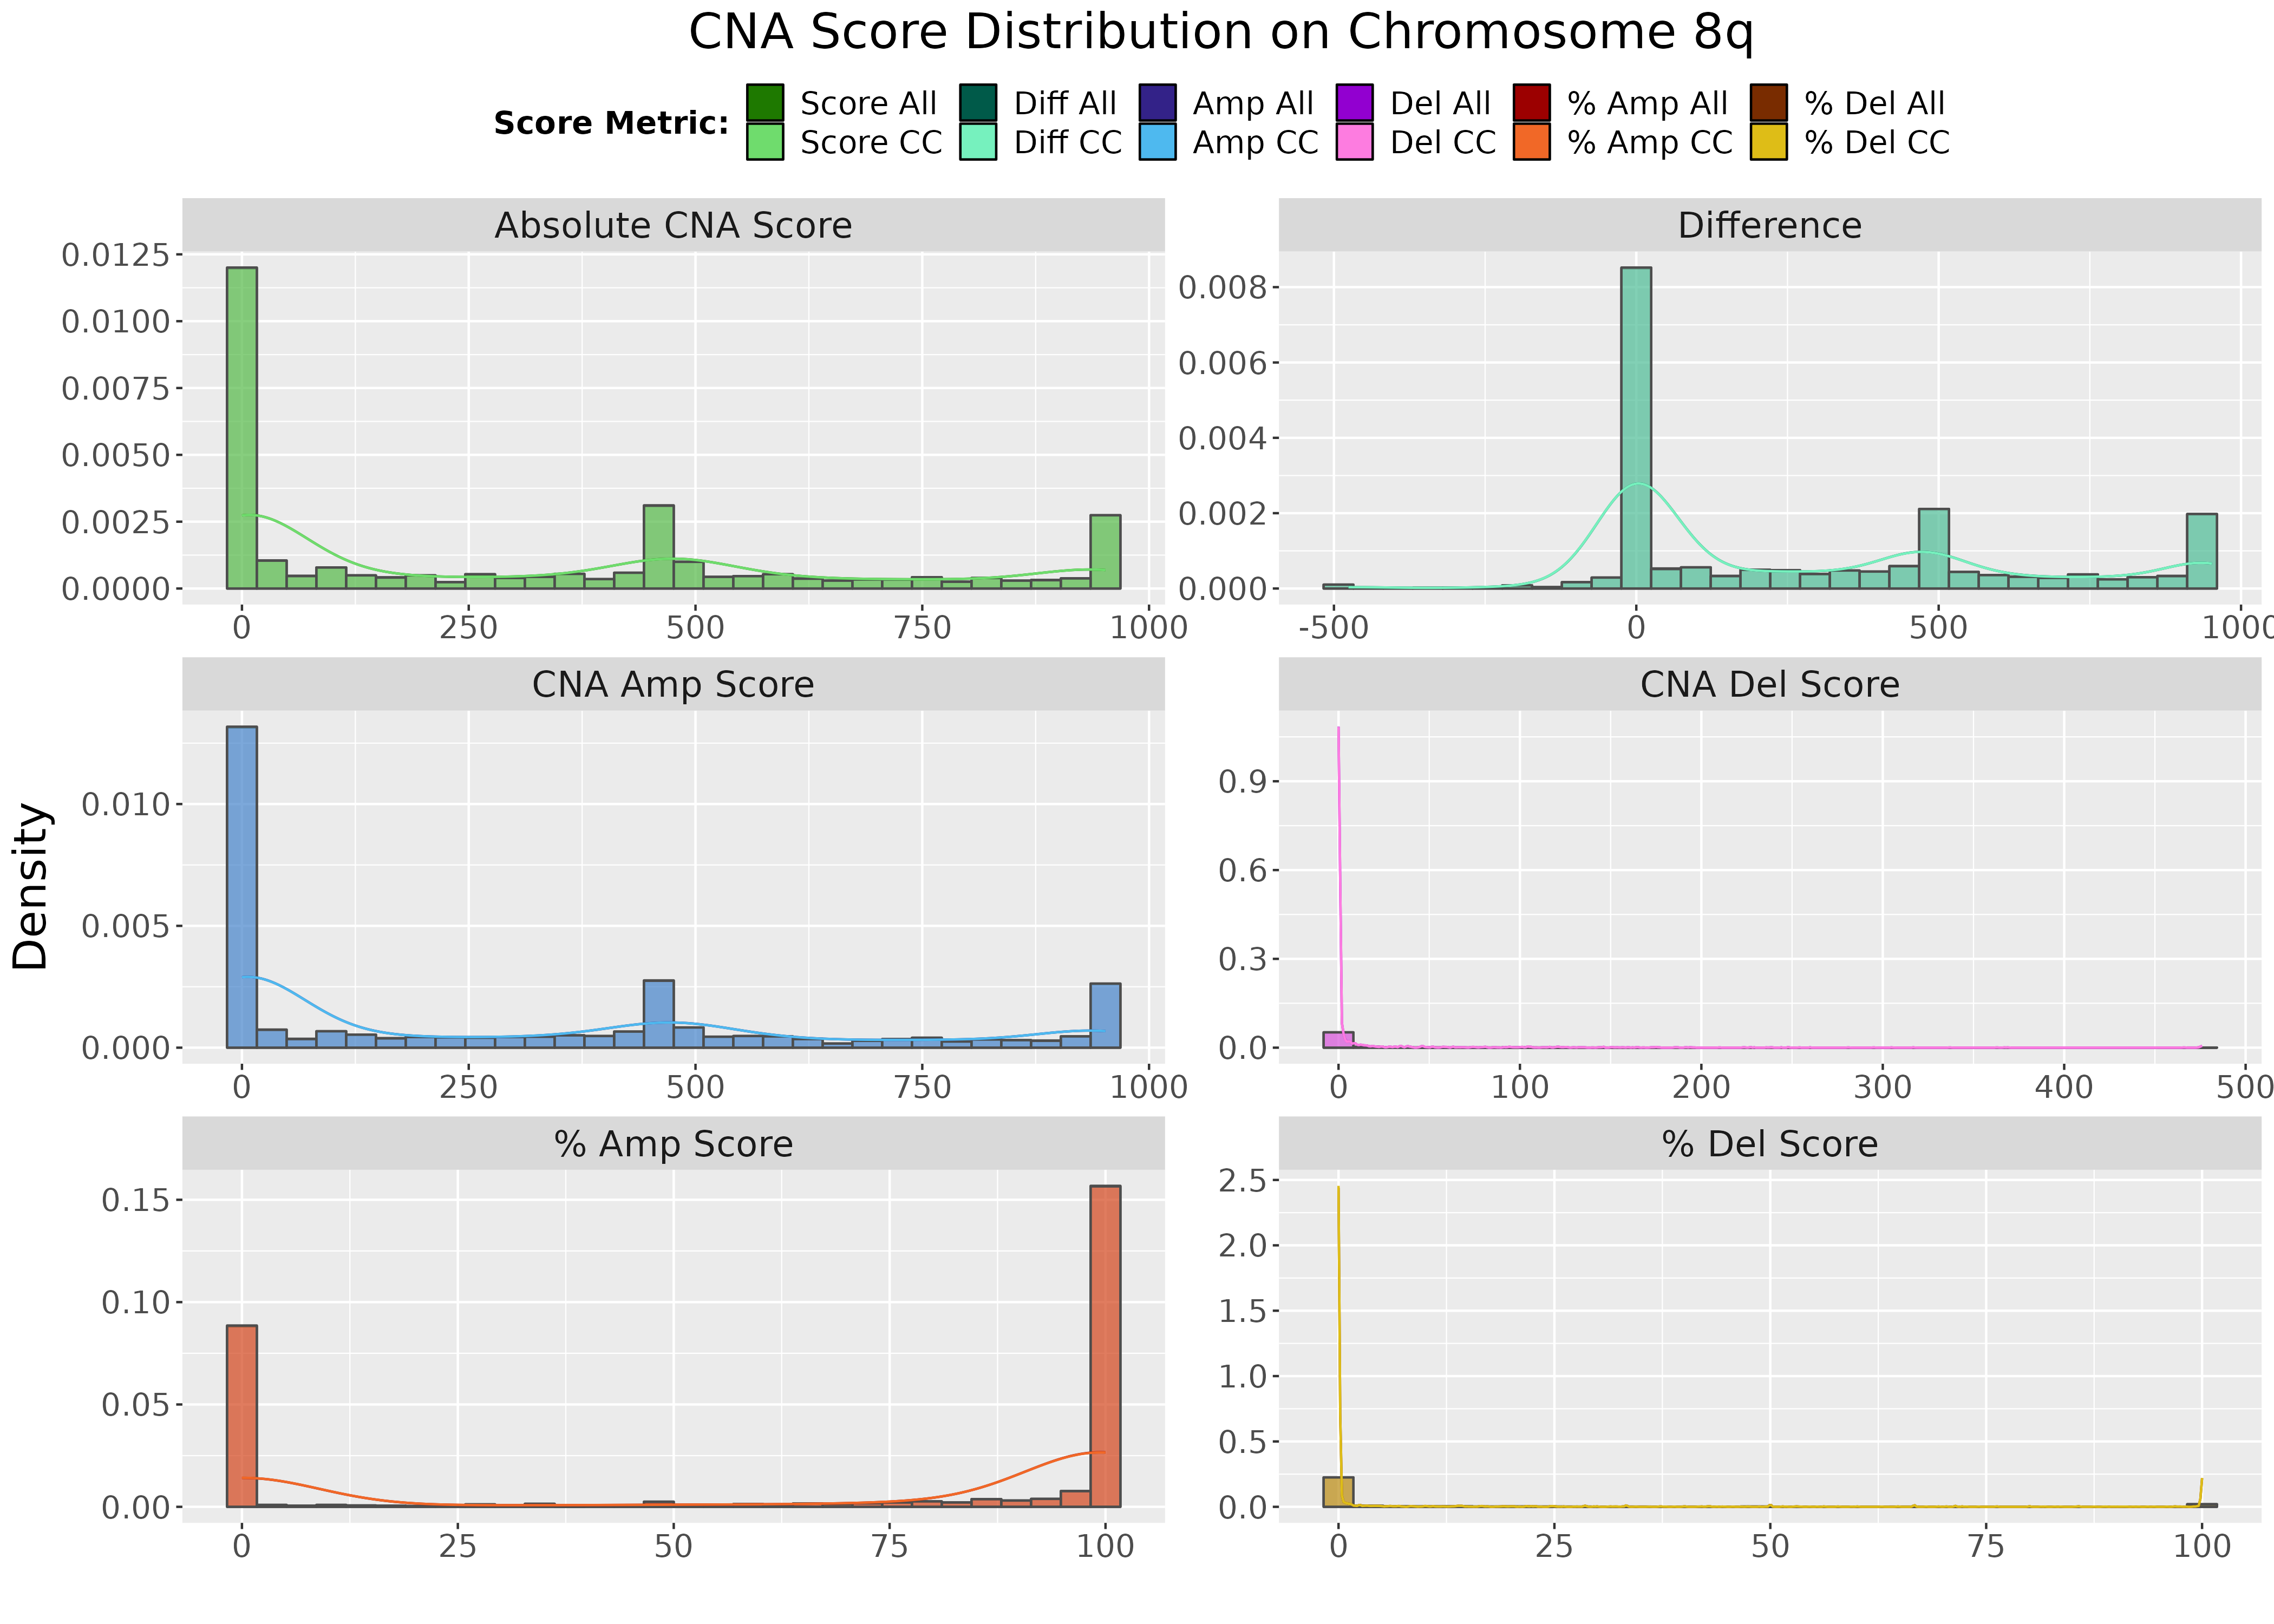 CNA Score Distribution on Chromosome 8q
Score Metric:
Score All
Diff All
Amp All
Del All
% Amp All
% Del All
Score CC
Diff CC
Amp CC
Del CC
% Amp CC
% Del CC
Absolute CNA Score
0.0125
0.0100
0.0075
0.0050
0.0025
0.0000
0
250
500
750
1000
Difference
0.008
0.006
0.004
0.002
0.000
-500
0
500
1000
Density
CNA Amp Score
0.010
0.005
0.000
0
250
500
750
1000
CNA Del Score
0.9
0.6
0.3
0.0
0
100
200
300
400
500
% Amp Score
0.15
0.10
0.05
0.00
0
25
50
75
100
% Del Score
2.5
2.0
1.5
1.0
0.5
0.0
0
25
50
75
100